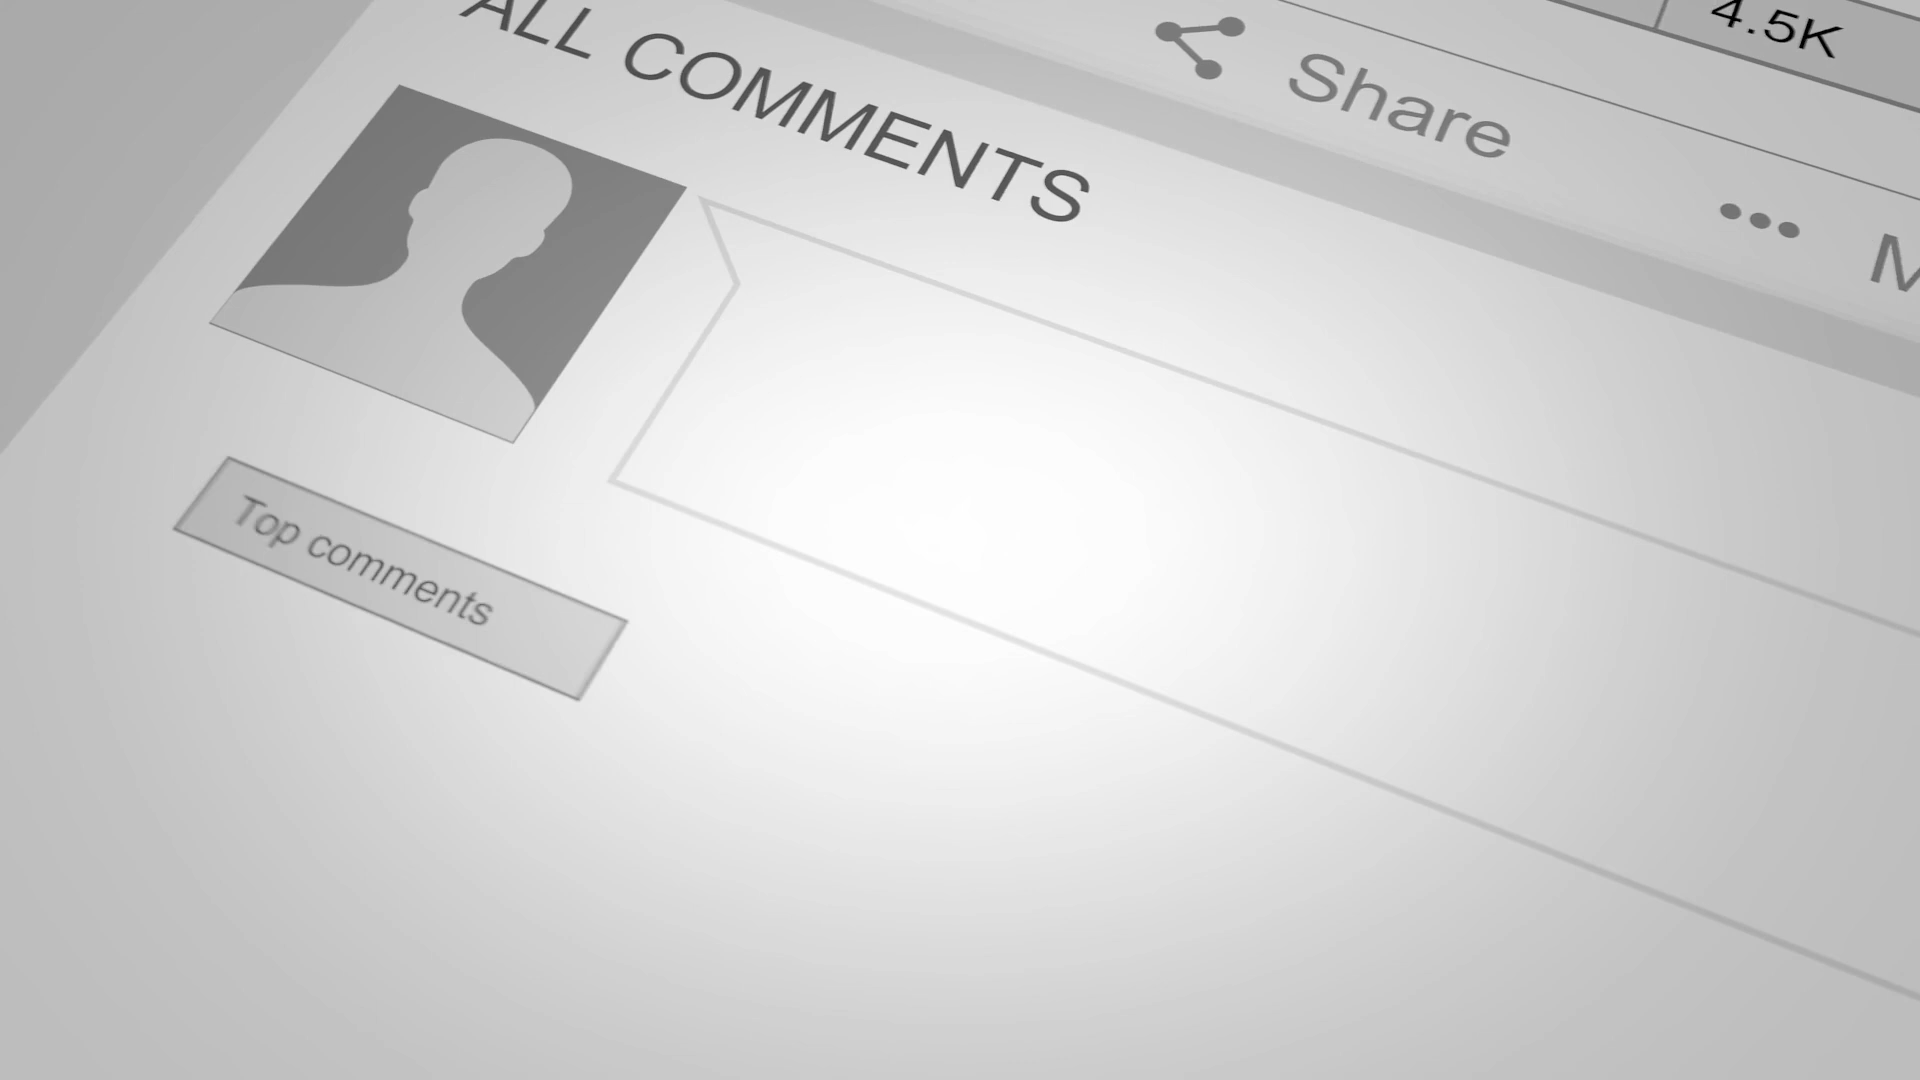 4.5K
Share
M
ALL COMMENTS
Top comments